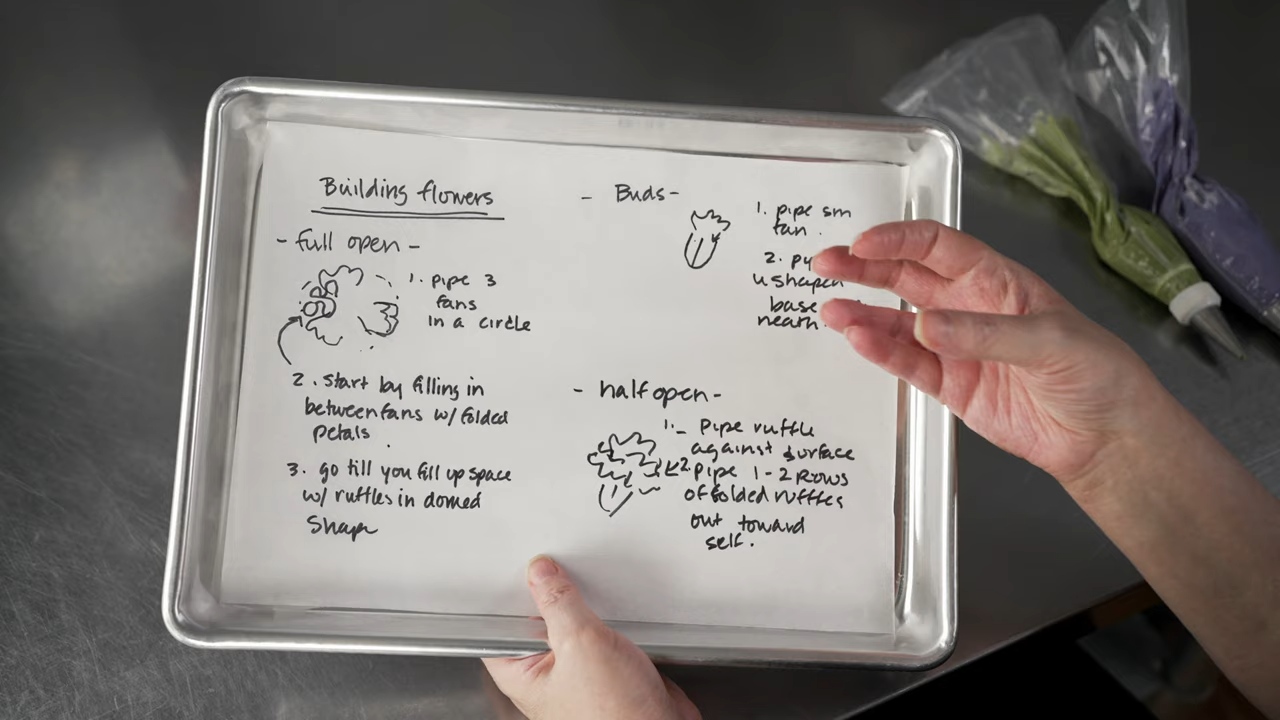 Building flowers
- full open -
1. pipe 3
fans
in a circle
2. start by filling in
between fans w/ folded
petals
3. go till you fill up space
w/ ruffles in domed
Shape
- Buds -
1. pipe sm
fan.
2.
u shaped
base
neath.
- half open -
1. - Pipe ruffle
against surface
2. pipe 1-2 rows
of folded ruffles
out toward
self.